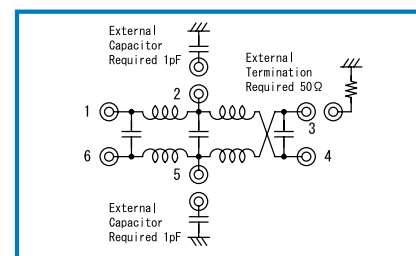 External
Capacitor
Required 1pF
External
Termination
Required 50Ω
1
2
3
6
5
4
External
Capacitor
Required 1pF